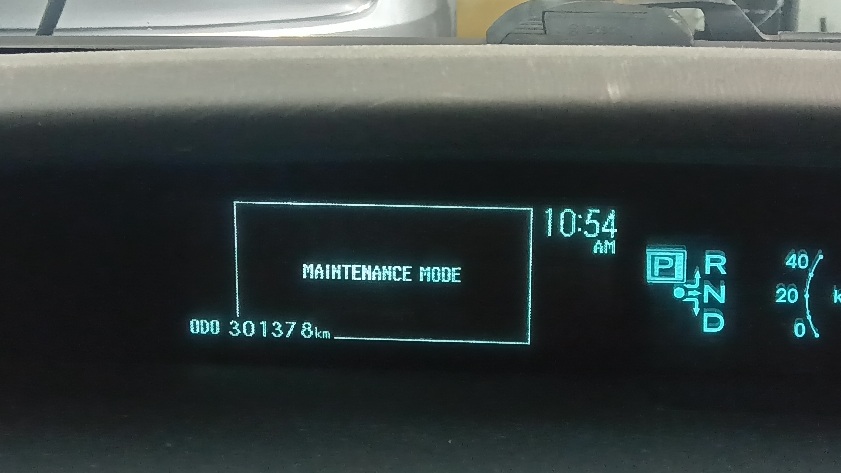 10:54
AM
MAINTENANCE MODE
ODO 301378km
P
R
N
D
40
20
0
k